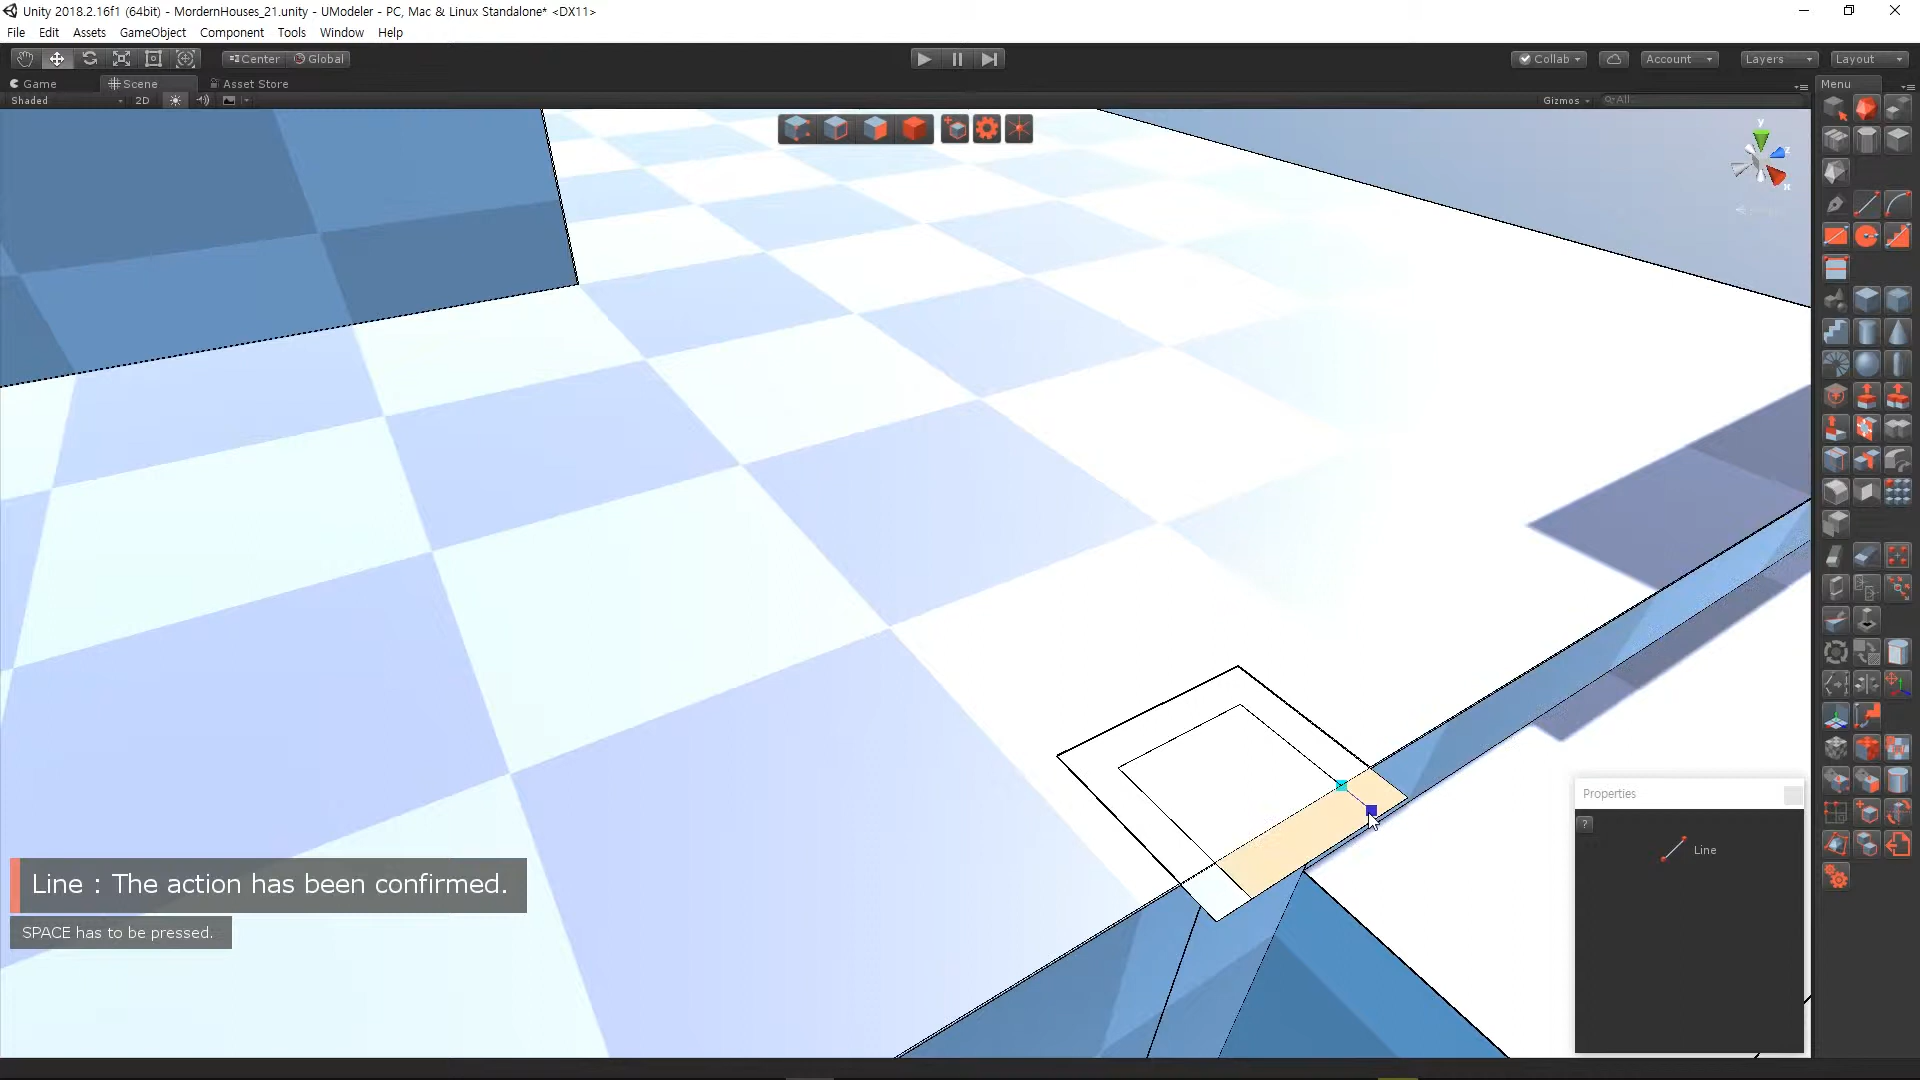 Unity 2018.2.16f1 (64bit) - MordernHouses_21.unity - UModeler - PC, Mac & Linux Standalone* <DX11>
File Edit Assets GameObject Component Tools Window Help
Center Global Collab Account Layers Layout
Game Scene Asset Store Menu
Shaded 2D Gizmos All
y
z
x
Properties
?
Line
Line : The action has been confirmed.
SPACE has to be pressed.